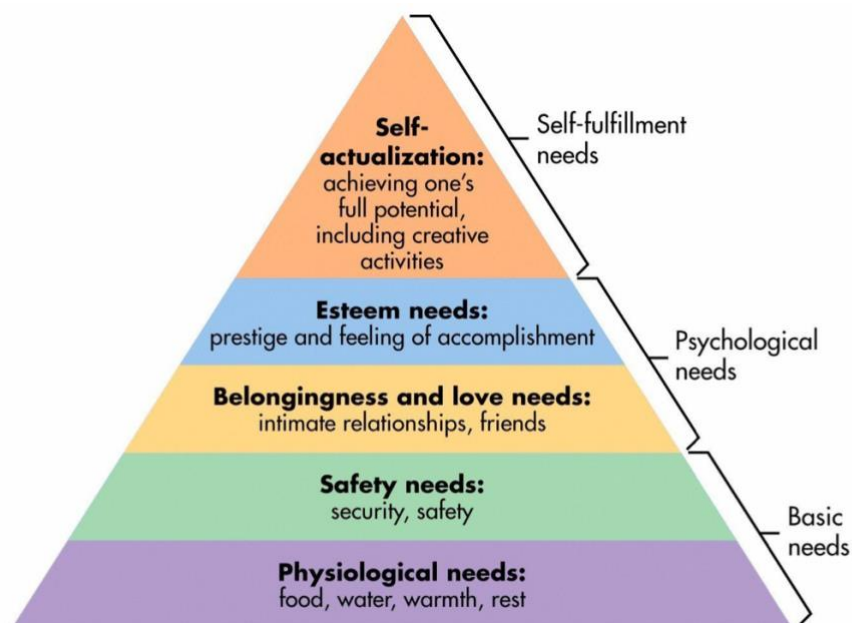 Self-
actualization:
achieving one's
full potential,
including creative
activities
Self-fulfillment
needs
Esteem needs:
prestige and feeling of accomplishment
Psychological
needs
Belongingness and love needs:
intimate relationships, friends
Safety needs:
security, safety
Basic
needs
Physiological needs:
food, water, warmth, rest